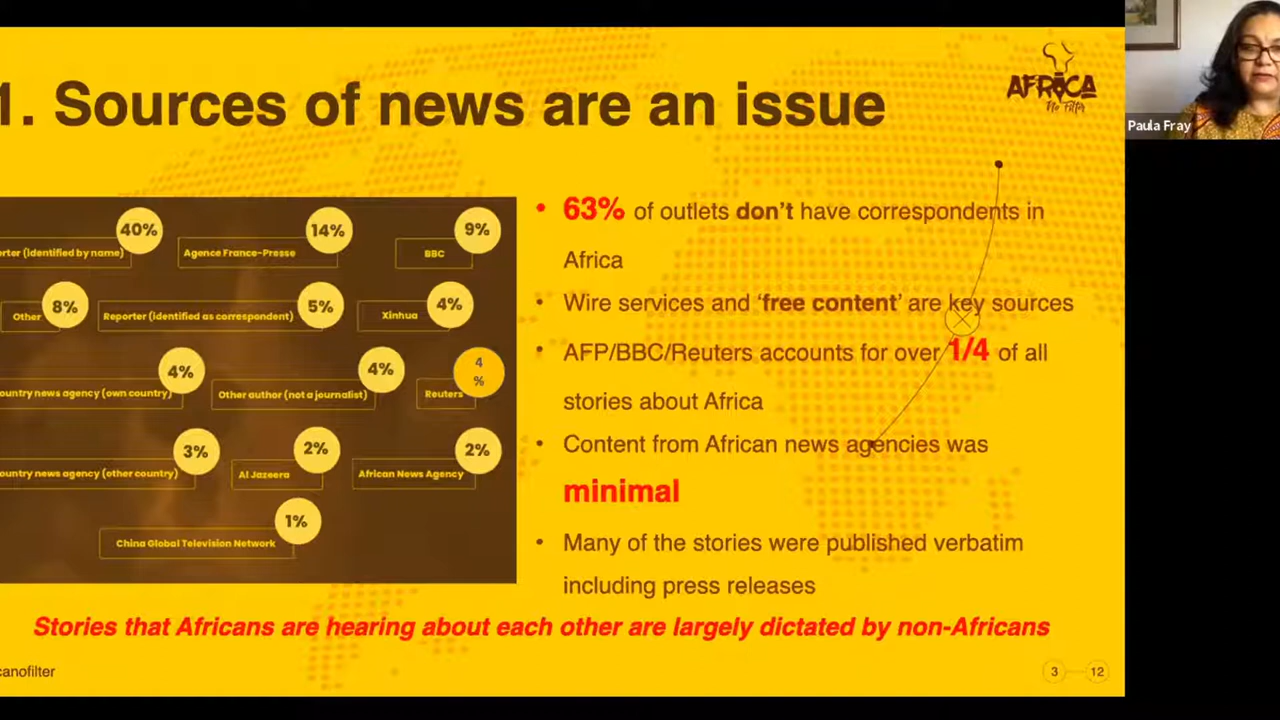 1. Sources of news are an issue
AFRICA
No Filter
Paula Fray
40%
14%
9%
(identified by name)
Agence France-Presse
BBC
8%
5%
4%
Other
Reporter (identified as correspondent)
Xinhua
4%
4%
4
%
news agency (own country)
Other author (not a journalist)
Reuters
3%
2%
2%
news agency (other country)
Al Jazeera
African News Agency
1%
China Global Television Network
• 63% of outlets don't have correspondents in
Africa
• Wire services and ‘free content’ are key sources
• AFP/BBC/Reuters accounts for over 1/4 of all
stories about Africa
• Content from African news agencies was
minimal
• Many of the stories were published verbatim
including press releases
Stories that Africans are hearing about each other are largely dictated by non-Africans
canofilter
3
12